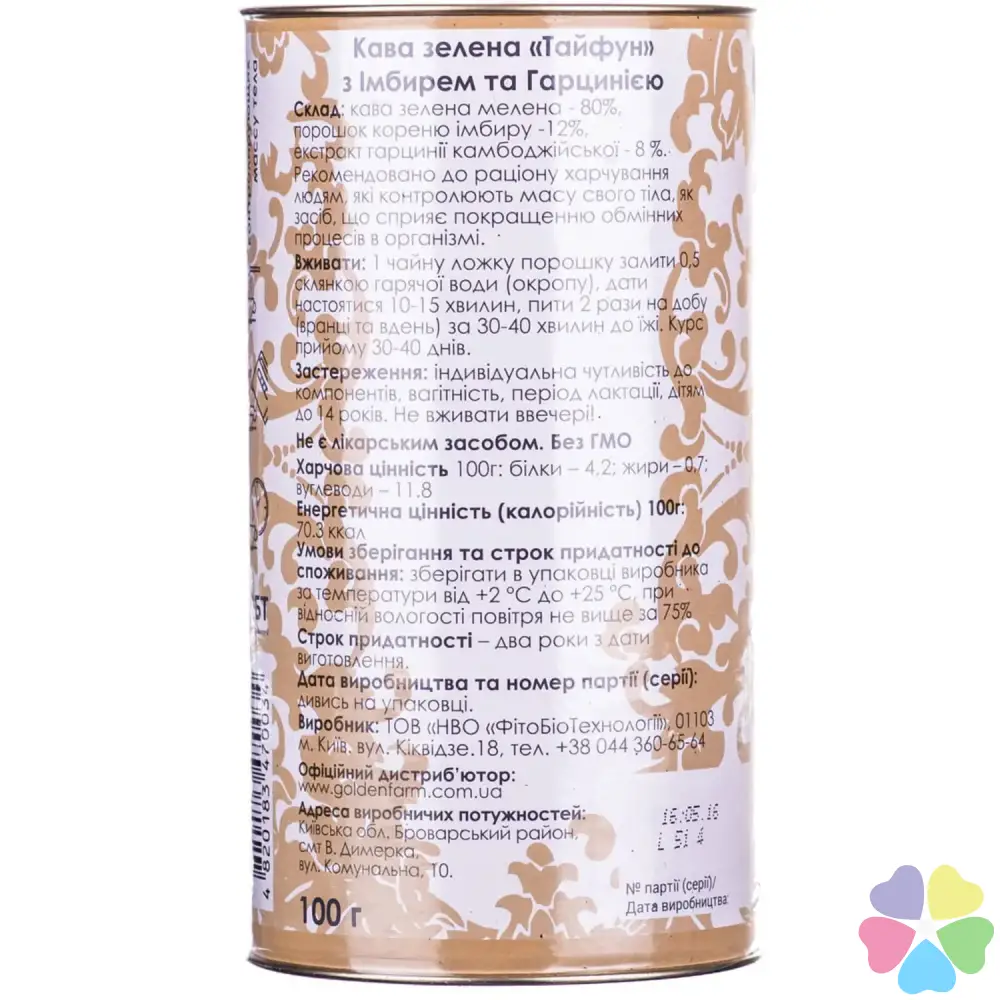 Кава зелена «Тайфун»
з Імбирем та Гарцинією
Склад: кава зелена мелена - 80%,
порошок кореню імбиру -12%,
екстракт гарцинії камбоджійської - 8 %.
Рекомендовано до раціону харчування
людям, які контролюють масу свого тіла, як
засіб, що сприяє покращенню обмінних
процесів в організмі.
Вживати: 1 чайну ложку порошку залити 0,5
склянкою гарячої води (окропу), дати
настоятися 10-15 хвилин, пити 2 рази на добу
(вранці та вдень) за 30-40 хвилин до їжі. Курс
прийому 30-40 днів.
Застереження: індивідуальна чутливість до
компонентів, вагітність, період лактації, дітям
до 14 років. Не вживати ввечері!
Не є лікарським засобом. Без ГМО
Харчова цінність 100г: білки – 4,2; жири – 0,7;
вуглеводи – 11.8
Енергетична цінність (калорійність) 100г:
70.3 ккал
Умови зберігання та строк придатності до
споживання: зберігати в упаковці виробника
за температури від +2 °С до +25 °С, при
відносній вологості повітря не вище за 75%
Строк придатності – два роки з дати
виготовлення.
Дата виробництва та номер партії (серії):
дивись на упаковці.
Виробник: ТОВ «НВО «ФітоБіоТехнології», 01103
м. Київ, вул. Кіквідзе.18, тел. +38 044 360-65-64
Офіційний дистриб’ютор:
www.goldenfarm.com.ua
Адреса виробничих потужностей:
Київська обл. Броварський район,
смт В. Димерка,
вул. Комунальна, 10.
100 г
16.05.16
L 91 4
№ партії (серії)/
Дата виробництва:
массу тела
4820183470034